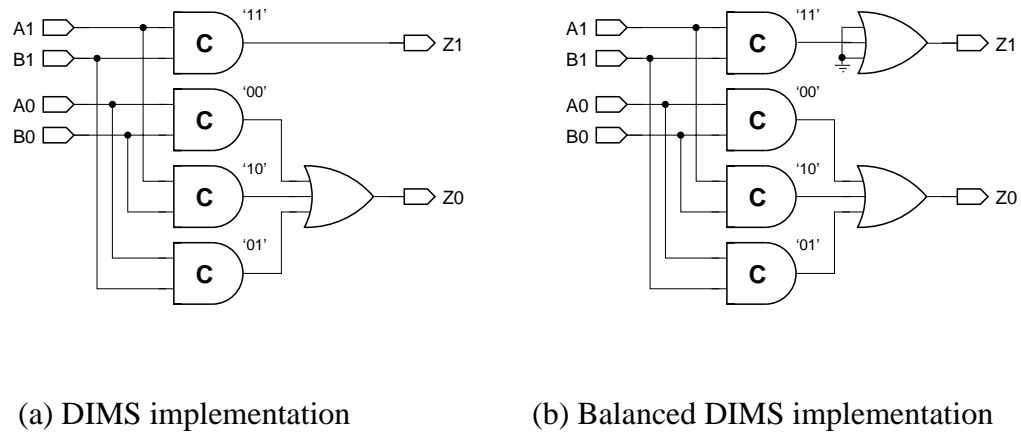 A1
B1
A0
B0
C
'11'
C
'00'
C
'10'
C
'01'
Z1
Z0
A1
B1
A0
B0
C
'11'
C
'00'
C
'10'
C
'01'
Z1
Z0
(a) DIMS implementation
(b) Balanced DIMS implementation